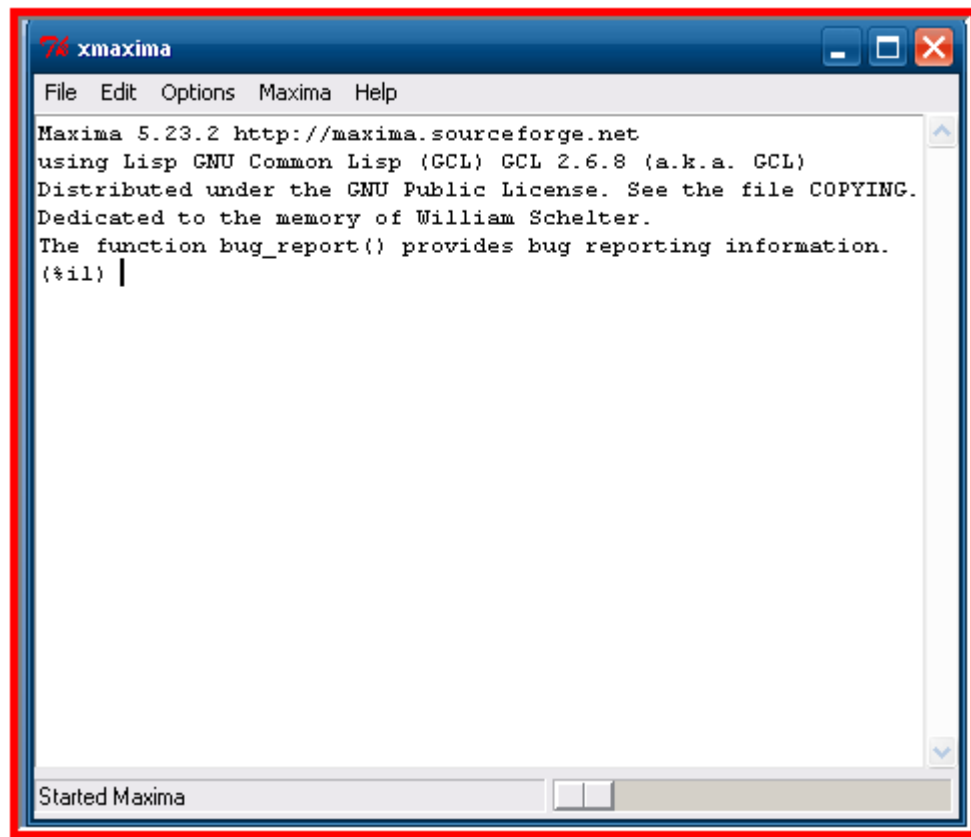 7k xmaxima
File Edit Options Maxima Help
Maxima 5.23.2 http://maxima.sourceforge.net
using Lisp GNU Common Lisp (GCL) GCL 2.6.8 (a.k.a. GCL)
Distributed under the GNU Public License. See the file COPYING.
Dedicated to the memory of William Schelter.
The function bug_report() provides bug reporting information.
(%i1)
Started Maxima